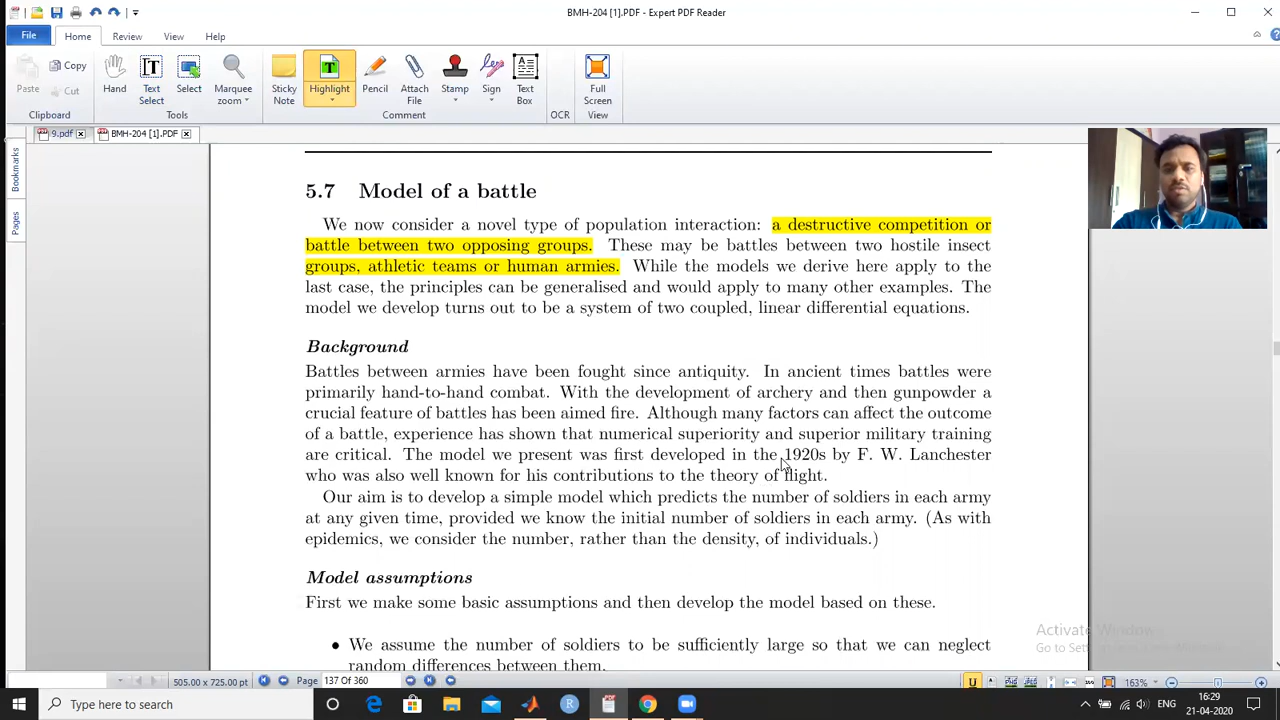 BMH-204 [1].PDF - Expert PDF Reader
File Home Review View Help
Paste Copy Cut
Hand Text Select Select Marquee zoom
Sticky Note Highlight Pencil Attach File Stamp Sign Text Box
Full Screen
Clipboard Tools Comment OCR View
9.pdf BMH-204 [1].PDF
Bookmarks
Pages
5.7 Model of a battle
We now consider a novel type of population interaction: a destructive competition or
battle between two opposing groups. These may be battles between two hostile insect
groups, athletic teams or human armies. While the models we derive here apply to the
last case, the principles can be generalised and would apply to many other examples. The
model we develop turns out to be a system of two coupled, linear differential equations.
Background
Battles between armies have been fought since antiquity. In ancient times battles were
primarily hand-to-hand combat. With the development of archery and then gunpowder a
crucial feature of battles has been aimed fire. Although many factors can affect the outcome
of a battle, experience has shown that numerical superiority and superior military training
are critical. The model we present was first developed in the 1920s by F. W. Lanchester
who was also well known for his contributions to the theory of flight.
Our aim is to develop a simple model which predicts the number of soldiers in each army
at any given time, provided we know the initial number of soldiers in each army. (As with
epidemics, we consider the number, rather than the density, of individuals.)
Model assumptions
First we make some basic assumptions and then develop the model based on these.
• We assume the number of soldiers to be sufficiently large so that we can neglect
random differences between them.
Activate Windows
505.00 x 725.00 pt Page 137 OF 360 163%
Type here to search
ENG
16:29
21-04-2020